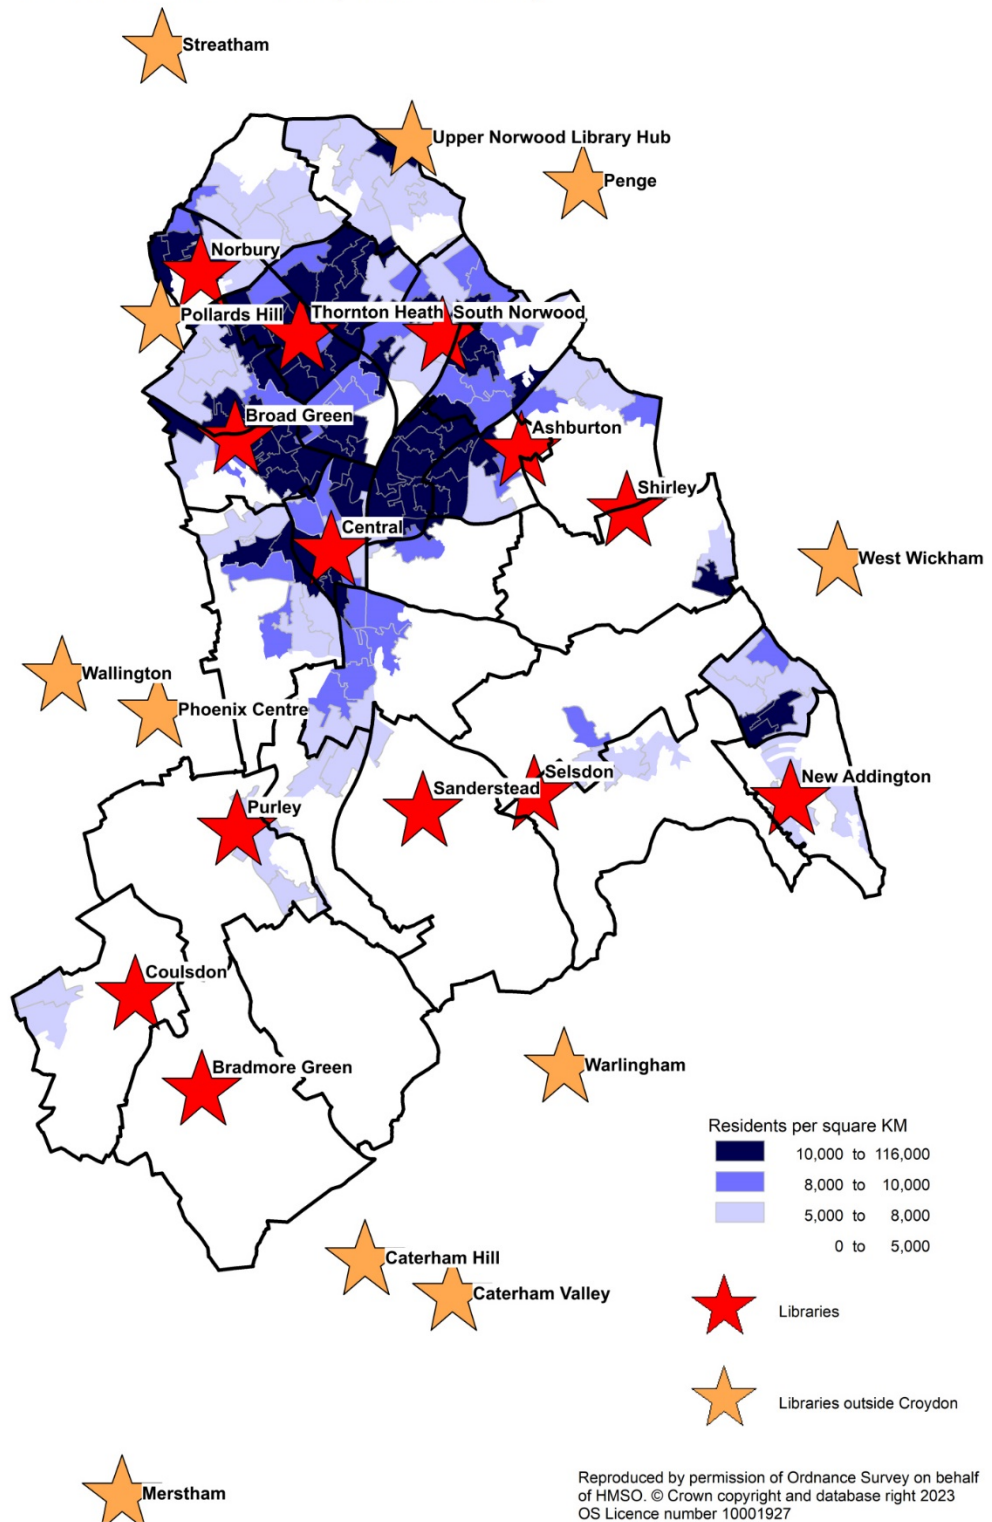 Streatham
Upper Norwood Library Hub
Penge
Norbury
Pollards Hill
Thornton Heath
South Norwood
Broad Green
Ashburton
Shirley
Central
West Wickham
Wallington
Phoenix Centre
Selsdon
New Addington
Sanderstead
Purley
Coulsdon
Bradmore Green
Warlingham
Residents per square KM
10,000 to 116,000
8,000 to 10,000
5,000 to 8,000
0 to 5,000
Caterham Hill
Caterham Valley
Libraries
Libraries outside Croydon
Merstham
Reproduced by permission of Ordnance Survey on behalf
of HMSO. © Crown copyright and database right 2023
OS Licence number 10001927